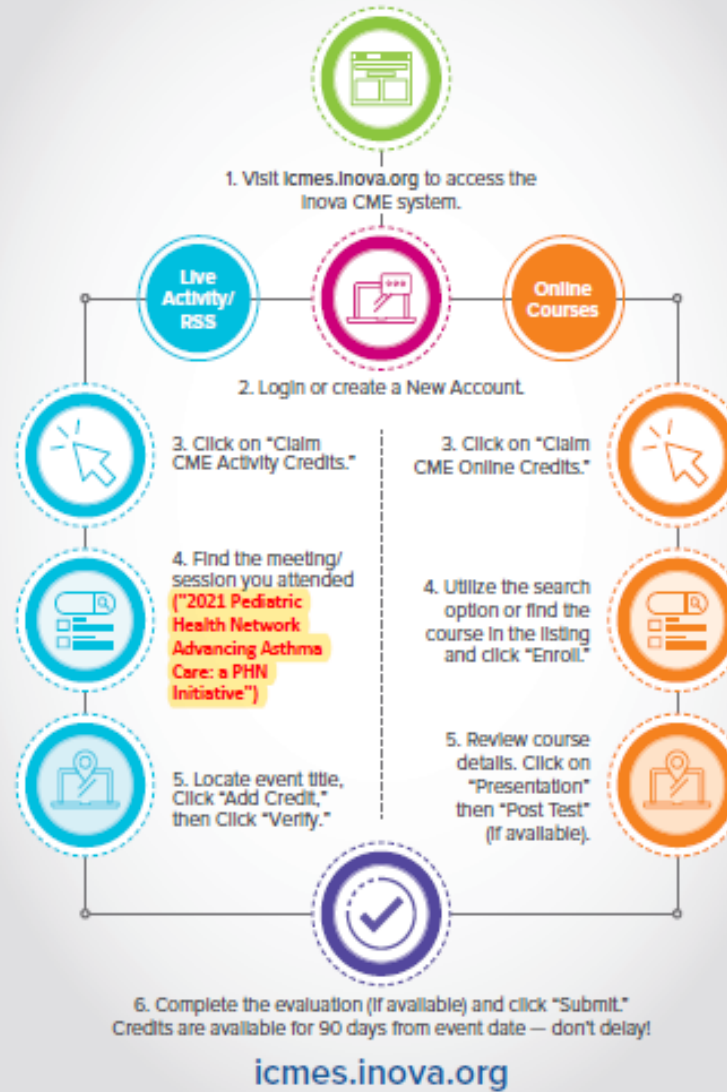 1. Visit icmes.inova.org to access the
Inova CME system.
Live
Activity/
RSS
Online
Courses
2. Login or create a New Account.
3. Click on “Claim
CME Activity Credits.”
4. Find the meeting/
session you attended
("2021 Pediatric
Health Network
Advancing Asthma
Care: a PHN
Initiative")
5. Locate event title,
Click “Add Credit,”
then Click “Verify.”
3. Click on “Claim
CME Online Credits.”
4. Utilize the search
option or find the
course in the listing
and click “Enroll.”
5. Review course
details. Click on
“Presentation”
then “Post Test”
(if available).
6. Complete the evaluation (if available) and click “Submit.”
Credits are available for 90 days from event date — don't delay!
icmes.inova.org